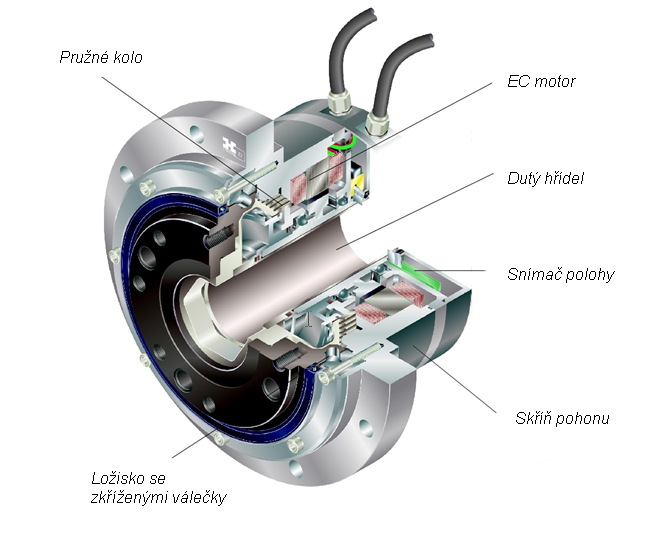 Pružné kolo
EC motor
Dutý hřídel
Snímač polohy
Skříň pohonu
Ložisko se
zkříženými válečky